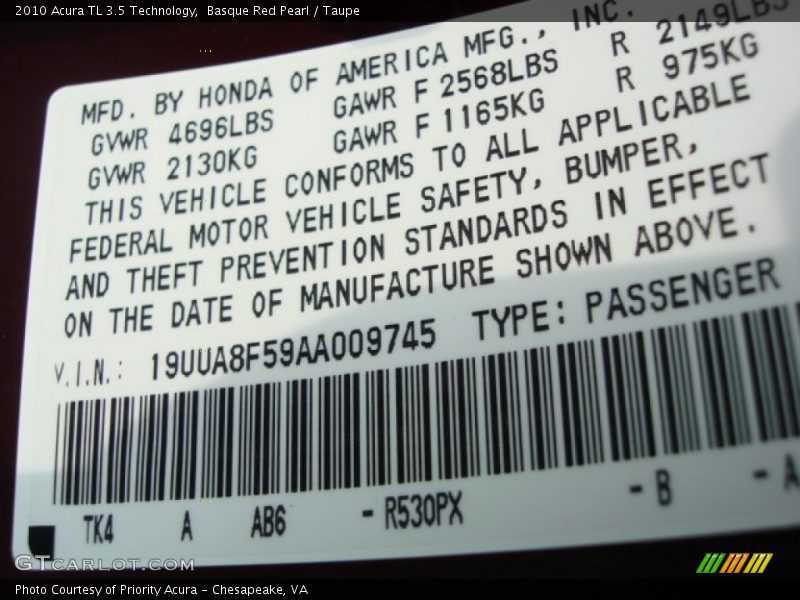 2010 Acura TL 3.5 Technology,  Basque Red Pearl / Taupe
MFD. BY HONDA OF AMERICA MFG., INC.
GVWR 4696LBS GAWR F 2568LBS R 2149LBS
GVWR 2130KG GAWR F 1165KG R 975KG
THIS VEHICLE CONFORMS TO ALL APPLICABLE
FEDERAL MOTOR VEHICLE SAFETY, BUMPER,
AND THEFT PREVENTION STANDARDS IN EFFECT
ON THE DATE OF MANUFACTURE SHOWN ABOVE.
V.I.N.: 19UUA8F59AA009745 TYPE: PASSENGER
TK4 A AB6 - R530PX - B - A
GTCARLOT.COM
Photo Courtesy of Priority Acura – Chesapeake, VA